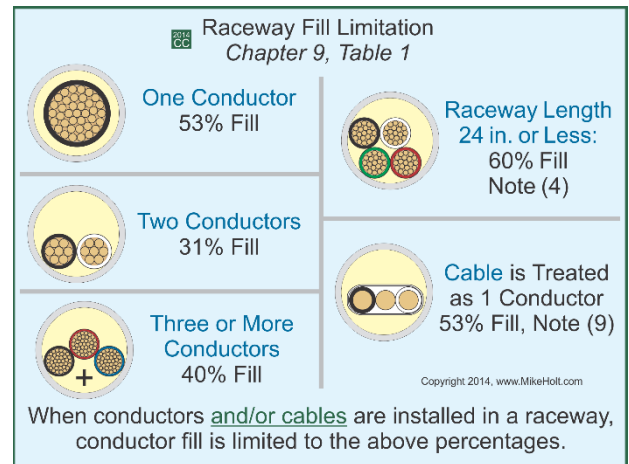 2014
CC
Raceway Fill Limitation
Chapter 9, Table 1
One Conductor
53% Fill
Two Conductors
31% Fill
Three or More
Conductors
40% Fill
+
Raceway Length
24 in. or Less:
60% Fill
Note (4)
Cable is Treated
as 1 Conductor
53% Fill, Note (9)
Copyright 2014, www.MikeHolt.com
When conductors and/or cables are installed in a raceway,
conductor fill is limited to the above percentages.